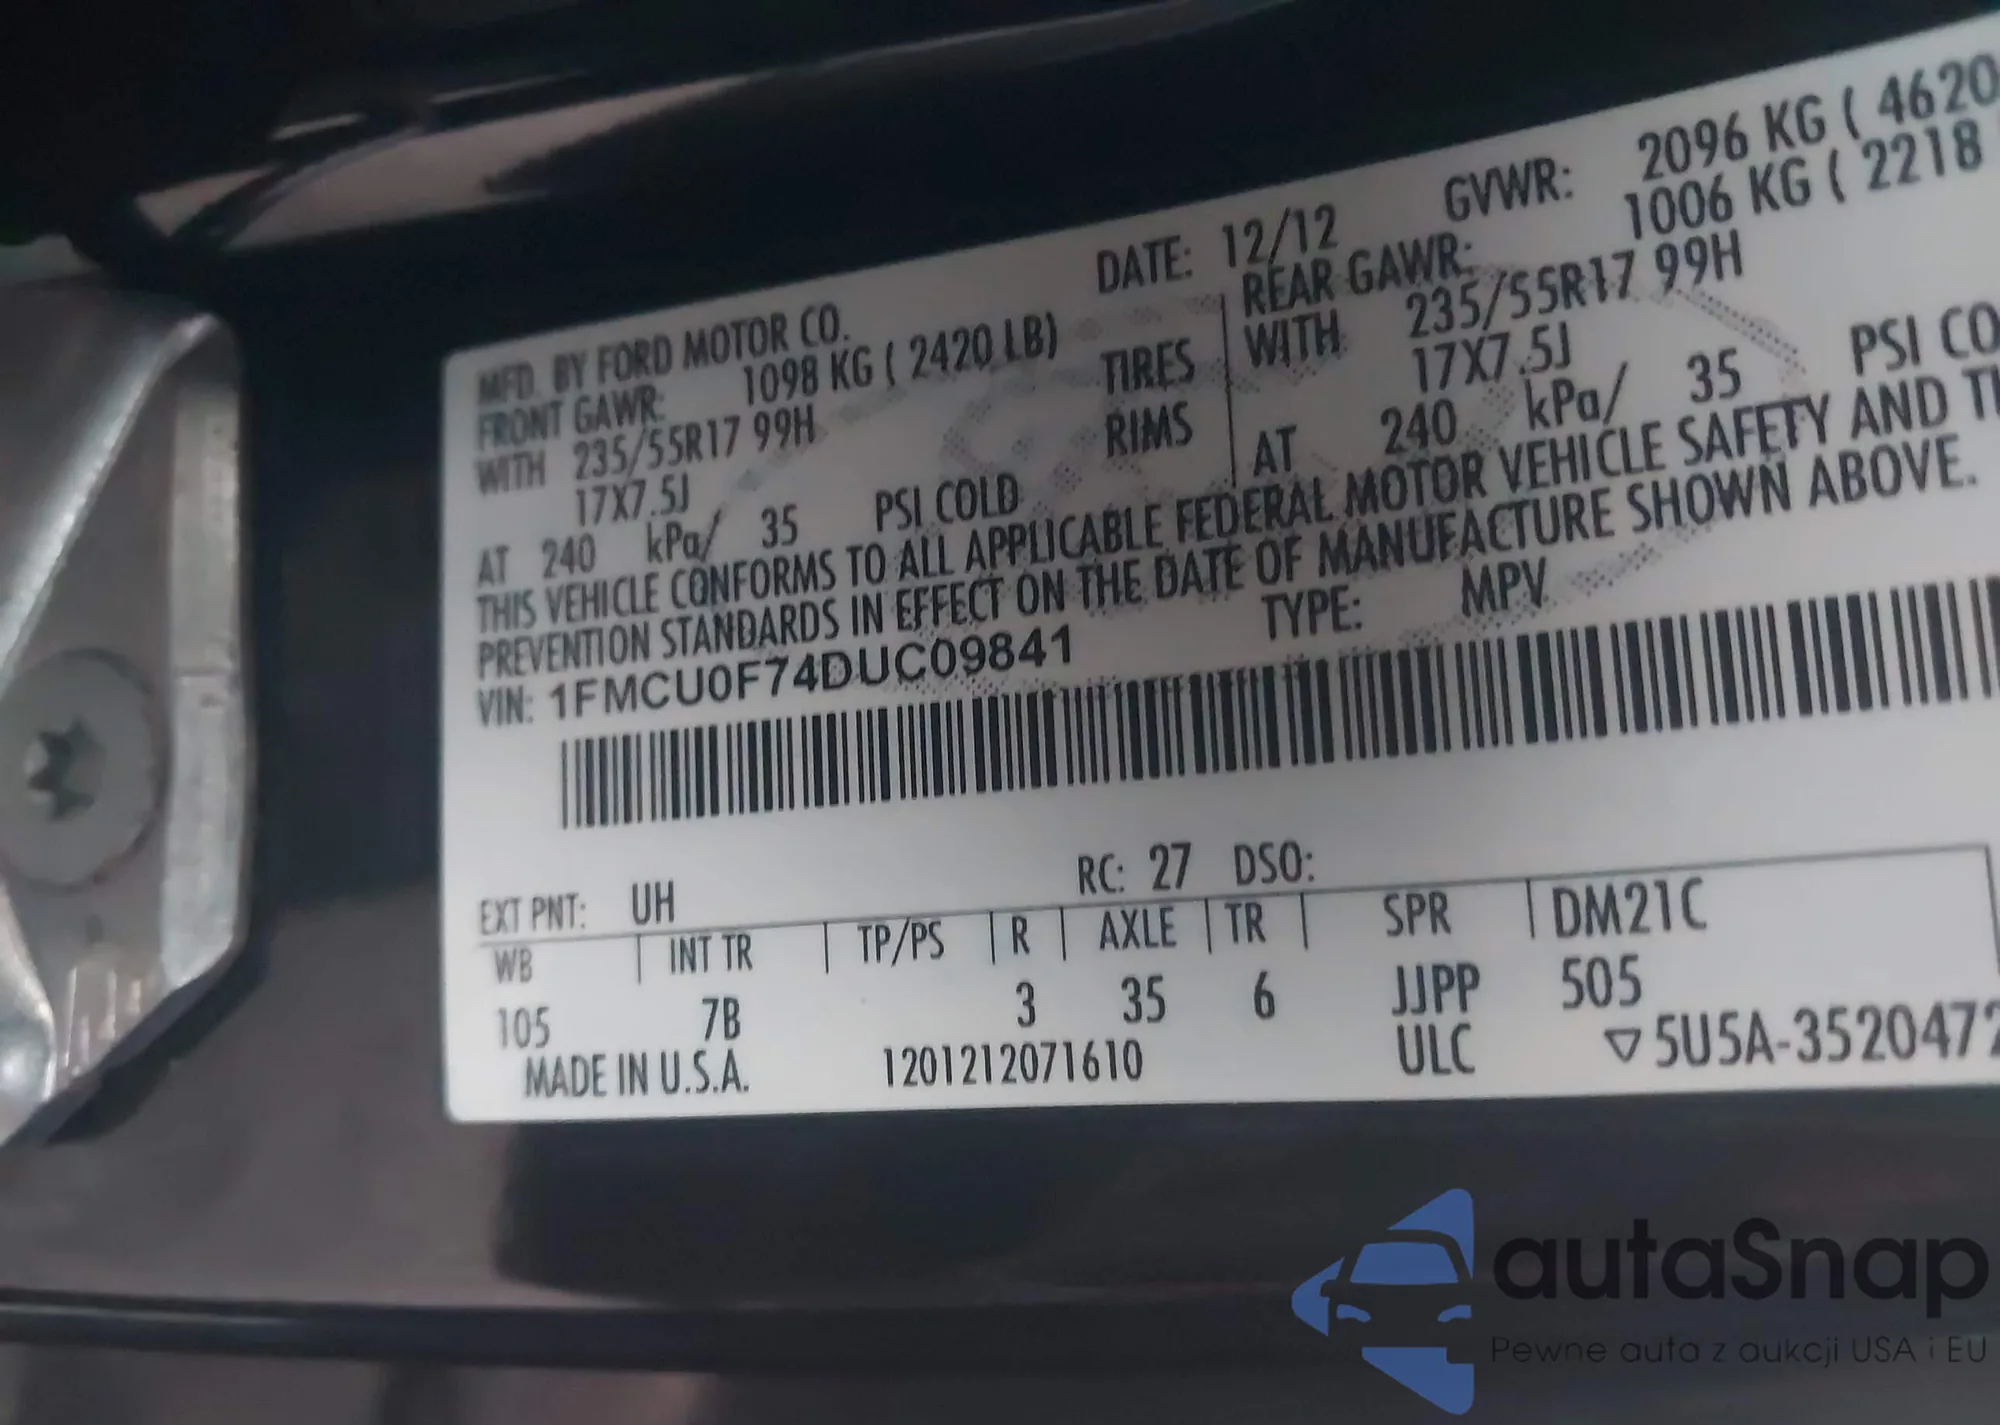 MFD. BY FORD MOTOR CO. DATE: 12/12 GVWR: 2096 KG ( 4620
FRONT GAWR: 1098 KG ( 2420 LB) REAR GAWR: 1006 KG ( 2218
WITH 235/55R17 99H TIRES WITH 235/55R17 99H
17X7.5J RIMS 17X7.5J
AT 240 kPa/ 35 PSI COLD AT 240 kPa/ 35 PSI CO
THIS VEHICLE CONFORMS TO ALL APPLICABLE FEDERAL MOTOR VEHICLE SAFETY AND
PREVENTION STANDARDS IN EFFECT ON THE DATE OF MANUFACTURE SHOWN ABOVE.
VIN: 1FMCU0F74DUC09841 TYPE: MPV
EXT PNT: UH RC: 27 DSO:
WB INT TR TP/PS R AXLE TR SPR DM21C
105 7B 3 35 6 JJPP 505
MADE IN U.S.A. 1201212071610 ULC ▽5U5A-3520472
autaSnap
Pewne auta z aukcji USA i EU